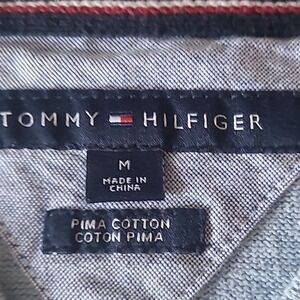 TOMMY HILFIGER
M
MADE IN
CHINA
PIMA COTTON
COTON PIMA